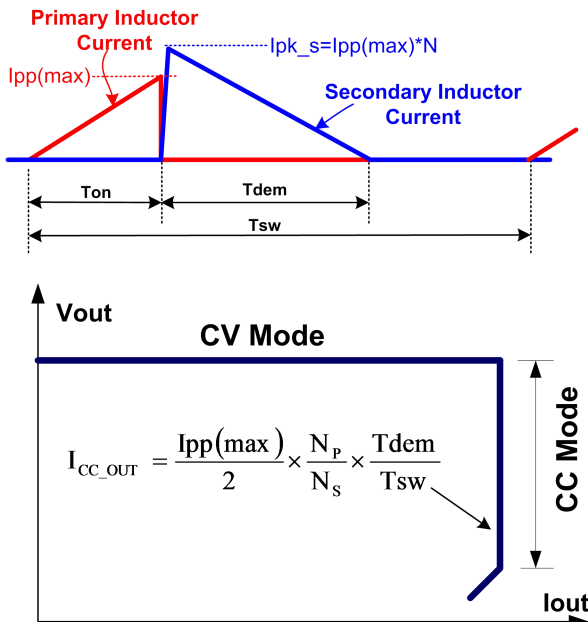 Primary Inductor
Current
Ipk_s=Ipp(max)*N
Ipp(max)
Secondary Inductor
Current
Ton
Tdem
Tsw
Vout
CV Mode
I_CC_OUT = Ipp(max)/2 × N_P/N_S × Tdem/Tsw
CC Mode
Iout